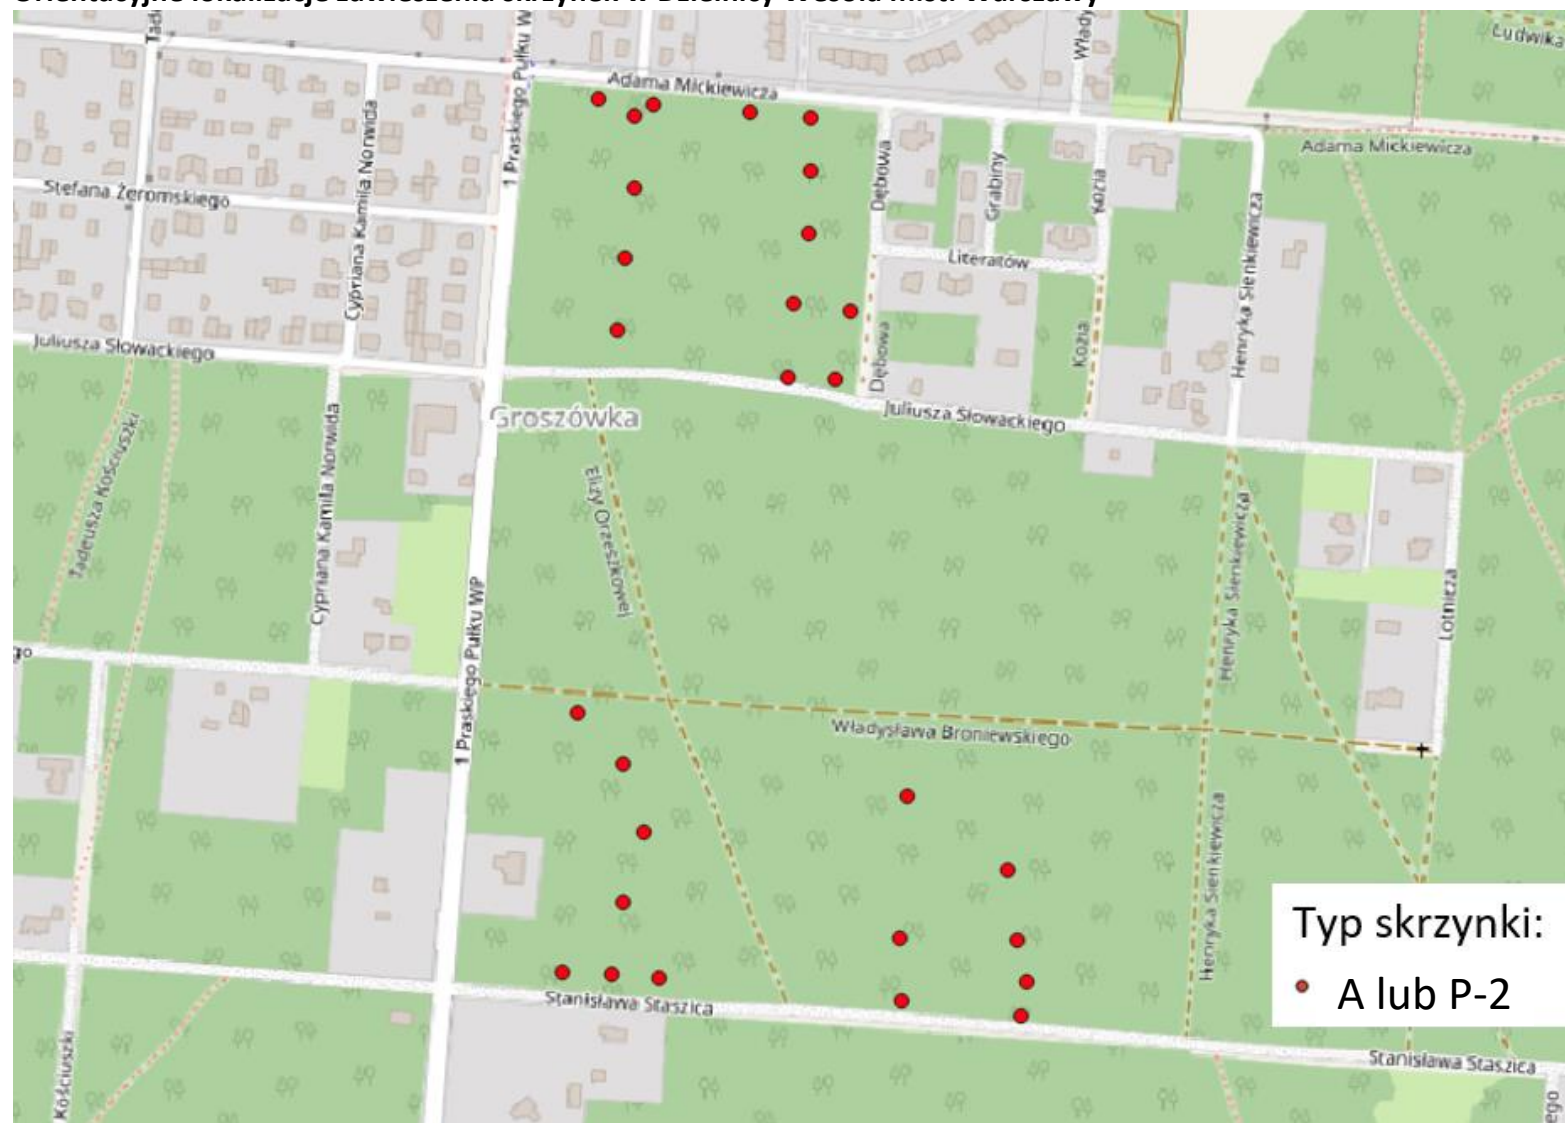 Adama Mickiewicza
Ludwika
Adama Mickiewicza
1 Praskiego Pułku W
Cypriana Kamila Norwida
Stefana Żeromskiego
Dębowa
Grabiny
Kozia
Literatów
Henryka Sienkiewicza
Juliusza Słowackiego
Dębowa
Kozia
Juliusza Słowackiego
Groszówka
Tadeusza Kościuszki
Cypriana Kamila Norwida
Elizy Orzeszkowej
Henryka Sienkiewicza
Lotnicza
1 Praskiego Pułku WP
Władysława Broniewskiego
Henryka Sienkiewicza
Typ skrzynki:
A lub P-2
Stanisława Staszica
Stanisława Staszica
Kościuszki
ego